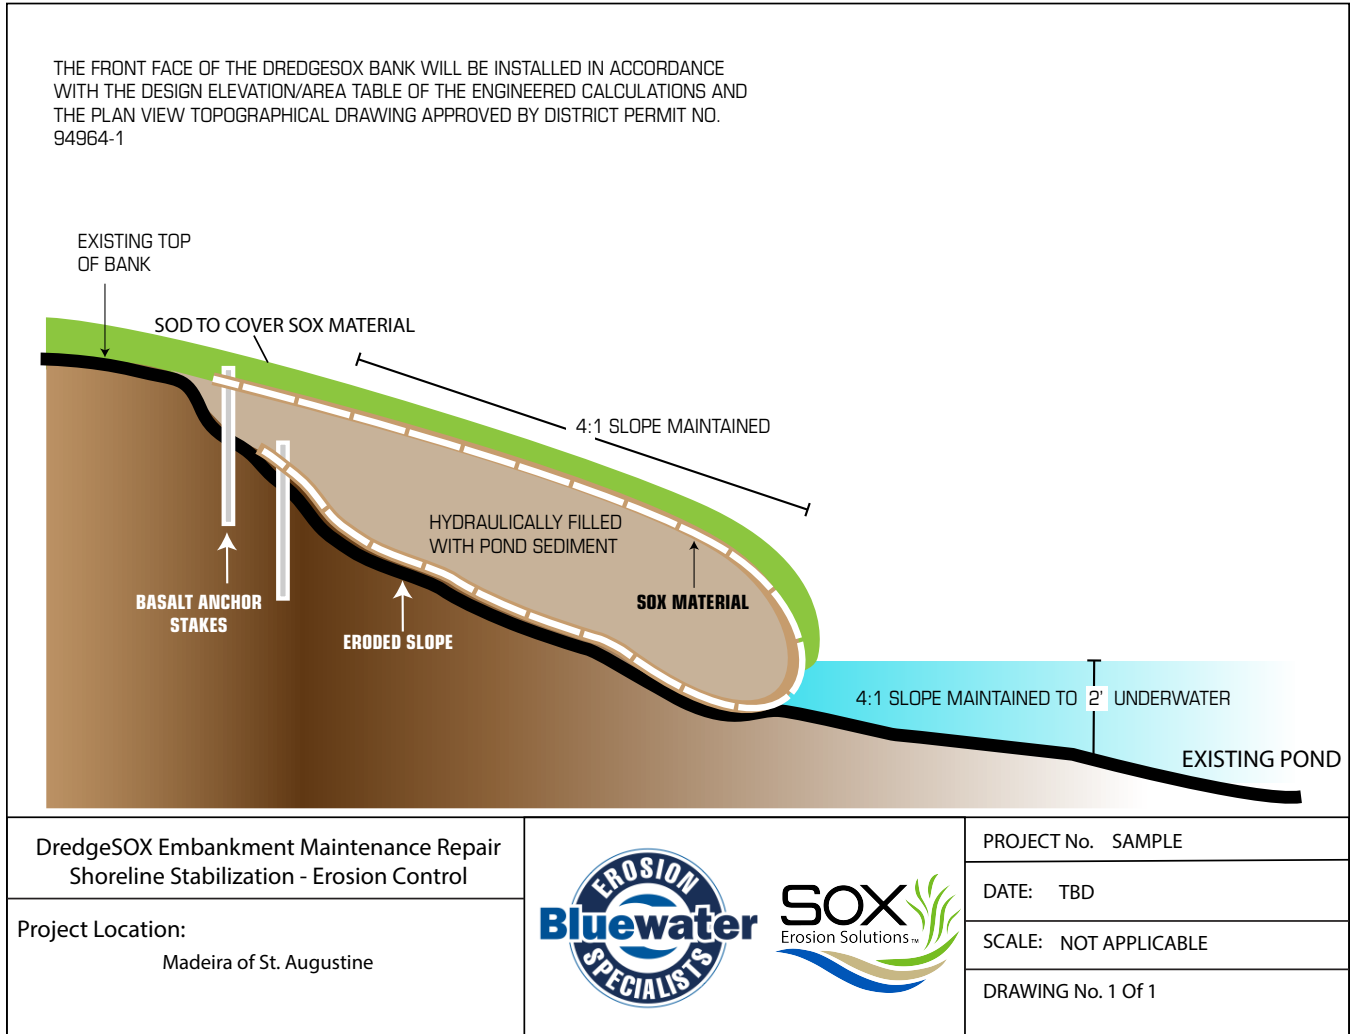 THE FRONT FACE OF THE DREDGESOX BANK WILL BE INSTALLED IN ACCORDANCE
WITH THE DESIGN ELEVATION/AREA TABLE OF THE ENGINEERED CALCULATIONS AND
THE PLAN VIEW TOPOGRAPHICAL DRAWING APPROVED BY DISTRICT PERMIT NO.
94964-1
EXISTING TOP
OF BANK
SOD TO COVER SOX MATERIAL
4:1 SLOPE MAINTAINED
HYDRAULICALLY FILLED
WITH POND SEDIMENT
SOX MATERIAL
BASALT ANCHOR
STAKES
ERODED SLOPE
4:1 SLOPE MAINTAINED TO 2' UNDERWATER
EXISTING POND
DredgeSOX Embankment Maintenance Repair
Shoreline Stabilization - Erosion Control
Project Location:
Madeira of St. Augustine
EROSION
Bluewater
SPECIALISTS
SOX
Erosion Solutions™
PROJECT No. SAMPLE
DATE: TBD
SCALE: NOT APPLICABLE
DRAWING No. 1 Of 1